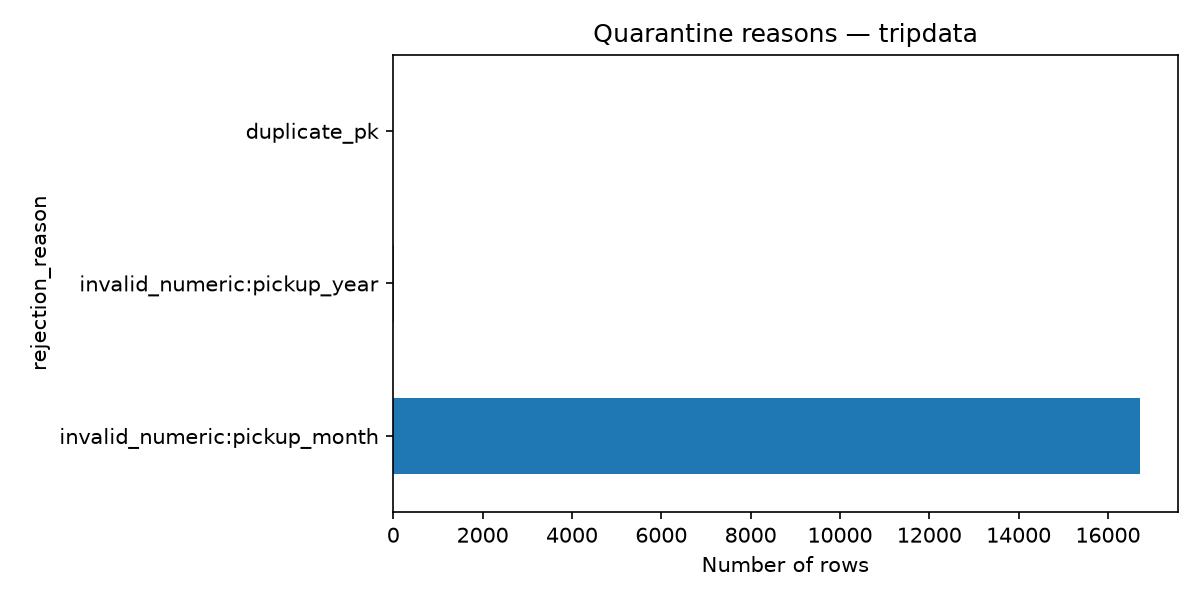 Quarantine reasons — tripdata
rejection_reason
duplicate_pk
invalid_numeric:pickup_year
invalid_numeric:pickup_month
0 2000 4000 6000 8000 10000 12000 14000 16000
Number of rows